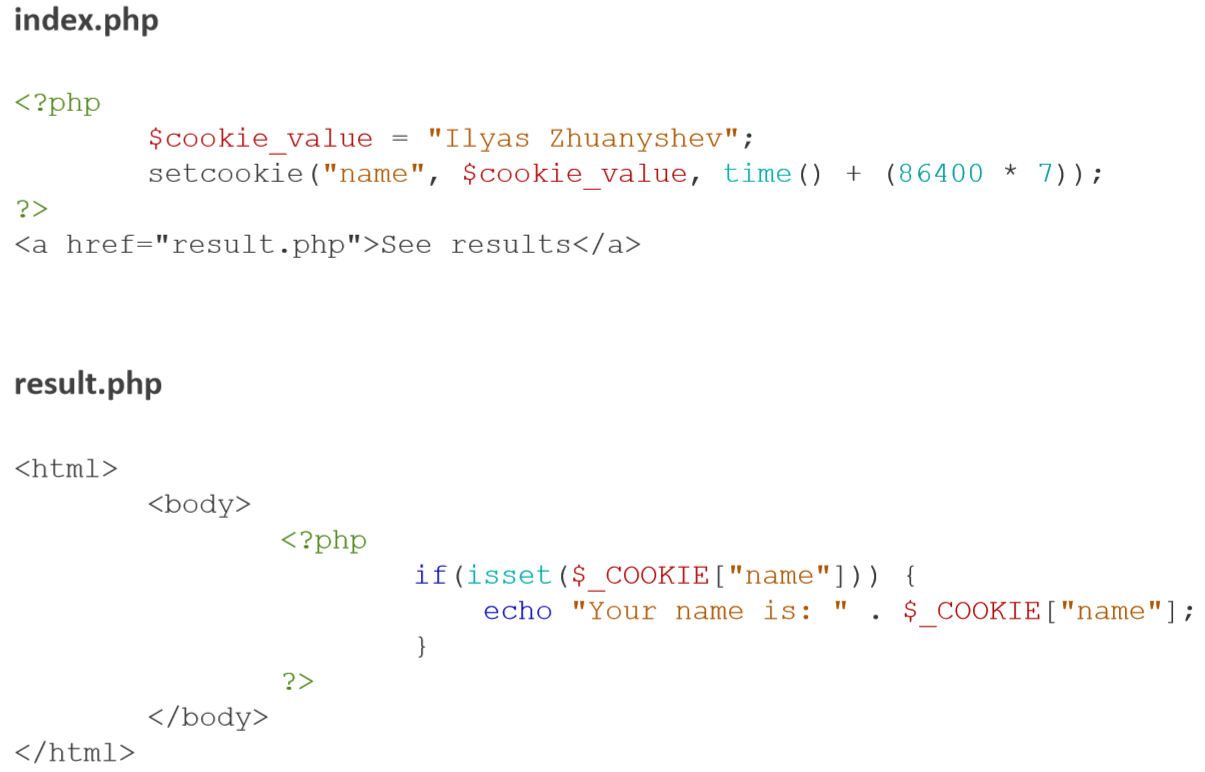 index.php
<?php
$cookie_value = "Ilyas Zhuanyshev";
setcookie("name", $cookie_value, time() + (86400 * 7));
?>
<a href="result.php">See results</a>
result.php
<html>
<body>
<?php
if(isset($_COOKIE["name"])) {
echo "Your name is: " . $_COOKIE["name"];
}
?>
</body>
</html>